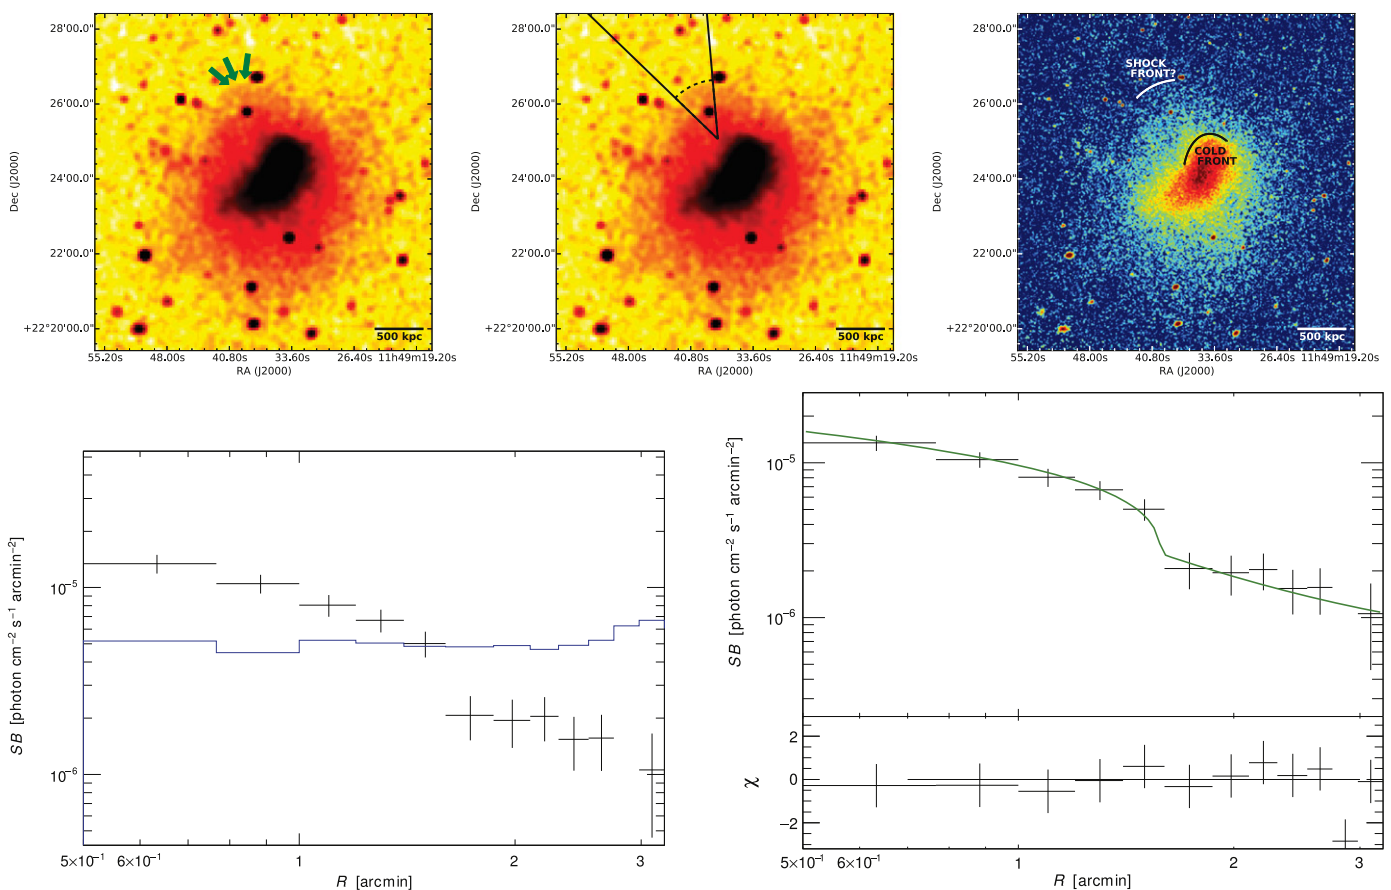 28'00.0"
26'00.0"
24'00.0"
22'00.0"
+22°20'00.0"
Dec (J2000)
500 kpc
55.20s 48.00s 40.80s 33.60s 26.40s 11h49m19.20s
RA (J2000)
28'00.0"
26'00.0"
24'00.0"
22'00.0"
+22°20'00.0"
Dec (J2000)
500 kpc
55.20s 48.00s 40.80s 33.60s 26.40s 11h49m19.20s
RA (J2000)
28'00.0"
26'00.0"
24'00.0"
22'00.0"
+22°20'00.0"
Dec (J2000)
SHOCK
FRONT?
COLD
FRONT
500 kpc
55.20s 48.00s 40.80s 33.60s 26.40s 11h49m19.20s
RA (J2000)
SB [photon cm⁻² s⁻¹ arcmin⁻²]
10⁻⁵
10⁻⁶
5×10⁻¹ 6×10⁻¹ 1 2 3
R [arcmin]
SB [photon cm⁻² s⁻¹ arcmin⁻²]
10⁻⁵
10⁻⁶
χ
2
0
−2
5×10⁻¹ 6×10⁻¹ 1 2 3
R [arcmin]